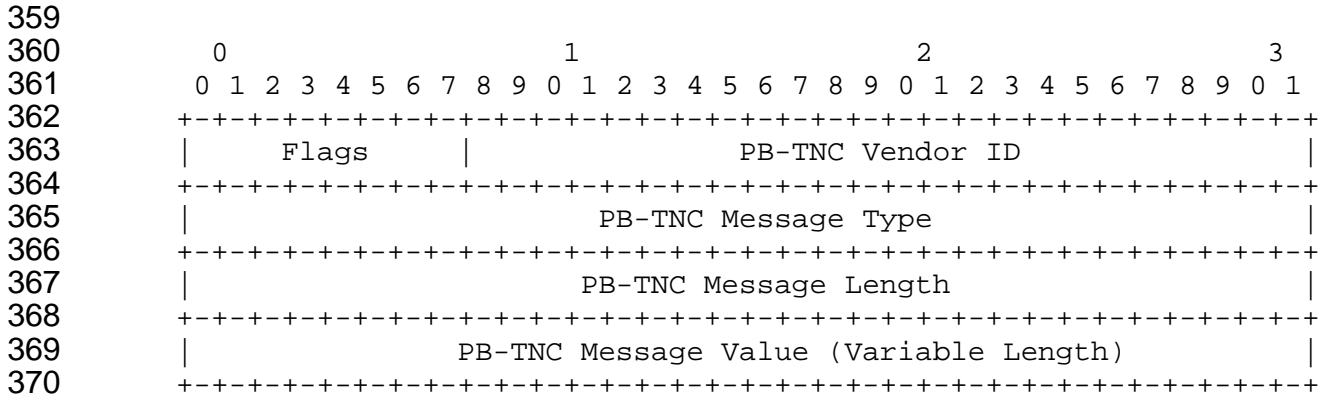 359
360 0 1 2 3
361 0 1 2 3 4 5 6 7 8 9 0 1 2 3 4 5 6 7 8 9 0 1 2 3 4 5 6 7 8 9 0 1
362 +-+-+-+-+-+-+-+-+-+-+-+-+-+-+-+-+-+-+-+-+-+-+-+-+-+-+-+-+-+-+-+-+
363 | Flags | PB-TNC Vendor ID |
364 +-+-+-+-+-+-+-+-+-+-+-+-+-+-+-+-+-+-+-+-+-+-+-+-+-+-+-+-+-+-+-+-+
365 | PB-TNC Message Type |
366 +-+-+-+-+-+-+-+-+-+-+-+-+-+-+-+-+-+-+-+-+-+-+-+-+-+-+-+-+-+-+-+-+
367 | PB-TNC Message Length |
368 +-+-+-+-+-+-+-+-+-+-+-+-+-+-+-+-+-+-+-+-+-+-+-+-+-+-+-+-+-+-+-+-+
369 | PB-TNC Message Value (Variable Length) |
370 +-+-+-+-+-+-+-+-+-+-+-+-+-+-+-+-+-+-+-+-+-+-+-+-+-+-+-+-+-+-+-+-+